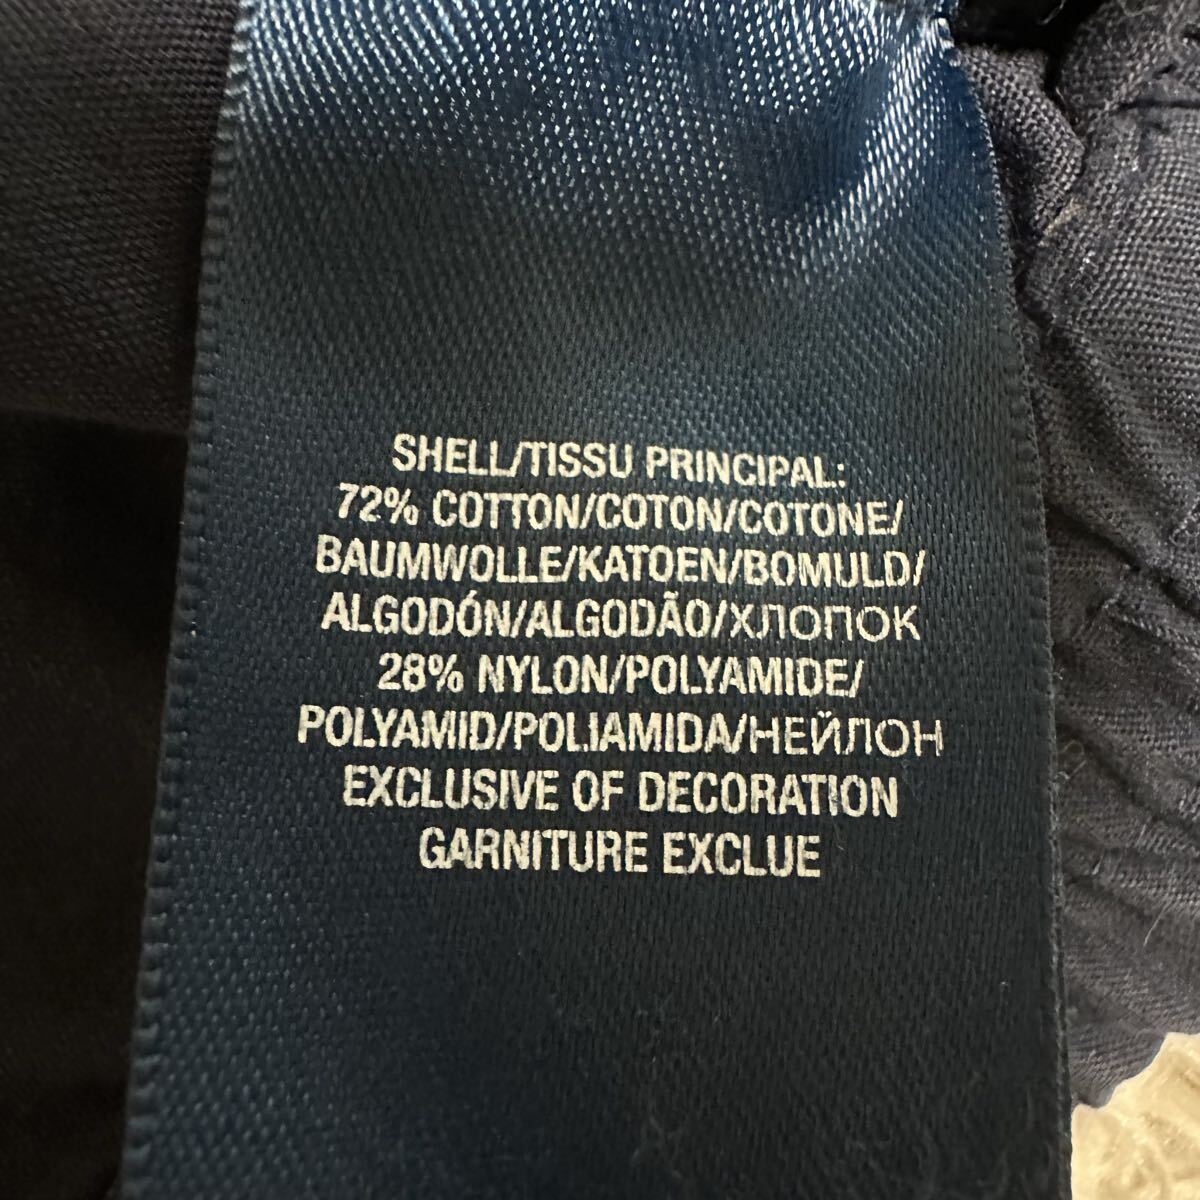 SHELL/TISSU PRINCIPAL:
72% COTTON/COTON/COTONE/
BAUMWOLLE/KATOEN/BOMULD/
ALGODÓN/ALGODÃO/ХЛОПОК
28% NYLON/POLYAMIDE/
POLYAMID/POLIAMIDA/НЕЙЛОН
EXCLUSIVE OF DECORATION
GARNITURE EXCLUE